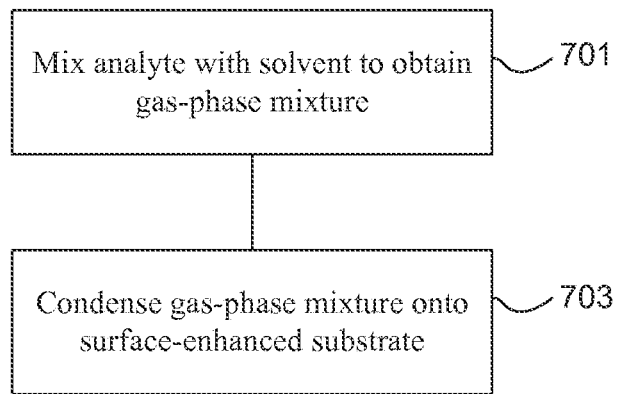 Mix analyte with solvent to obtain
gas-phase mixture
701
Condense gas-phase mixture onto
surface-enhanced substrate
703